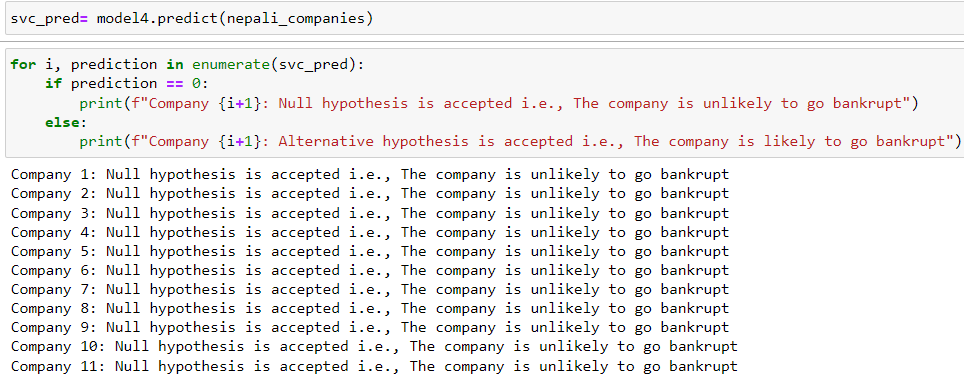 svc_pred= model4.predict(nepali_companies)
for i, prediction in enumerate(svc_pred):
    if prediction == 0:
        print(f"Company {i+1}: Null hypothesis is accepted i.e., The company is unlikely to go bankrupt")
    else:
        print(f"Company {i+1}: Alternative hypothesis is accepted i.e., The company is likely to go bankrupt")
Company 1: Null hypothesis is accepted i.e., The company is unlikely to go bankrupt
Company 2: Null hypothesis is accepted i.e., The company is unlikely to go bankrupt
Company 3: Null hypothesis is accepted i.e., The company is unlikely to go bankrupt
Company 4: Null hypothesis is accepted i.e., The company is unlikely to go bankrupt
Company 5: Null hypothesis is accepted i.e., The company is unlikely to go bankrupt
Company 6: Null hypothesis is accepted i.e., The company is unlikely to go bankrupt
Company 7: Null hypothesis is accepted i.e., The company is unlikely to go bankrupt
Company 8: Null hypothesis is accepted i.e., The company is unlikely to go bankrupt
Company 9: Null hypothesis is accepted i.e., The company is unlikely to go bankrupt
Company 10: Null hypothesis is accepted i.e., The company is unlikely to go bankrupt
Company 11: Null hypothesis is accepted i.e., The company is unlikely to go bankrupt